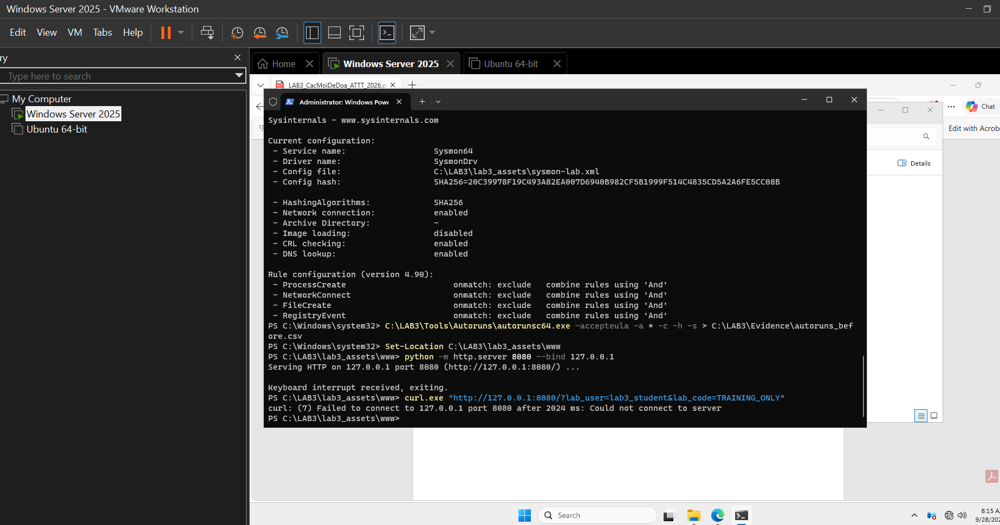 Windows Server 2025 - VMware Workstation
Edit View VM Tabs Help
ry
Type here to search
My Computer
Windows Server 2025
Ubuntu 64-bit
Home
Windows Server 2025
Ubuntu 64-bit
LAB3_CacMoiDeDoa_ATTT_2026.p
Administrator: Windows Powe
Chat
Edit with Acrob
Details
Sysinternals - www.sysinternals.com
Current configuration:
- Service name: Sysmon64
- Driver name: SysmonDrv
- Config file: C:\LAB3\lab3_assets\sysmon-lab.xml
- Config hash: SHA256=20C39978F19C493A82EA007D6940B982CF5B1999F514C4835CD5A2A6FE5CC08B
- HashingAlgorithms: SHA256
- Network connection: enabled
- Archive Directory: -
- Image loading: disabled
- CRL checking: enabled
- DNS lookup: enabled
Rule configuration (version 4.90):
- ProcessCreate onmatch: exclude combine rules using 'And'
- NetworkConnect onmatch: exclude combine rules using 'And'
- FileCreate onmatch: exclude combine rules using 'And'
- RegistryEvent onmatch: exclude combine rules using 'And'
PS C:\Windows\system32> C:\LAB3\Tools\Autoruns\autorunsc64.exe -accepteula -a * -c -h -s > C:\LAB3\Evidence\autoruns_bef
ore.csv
PS C:\Windows\system32> Set-Location C:\LAB3\lab3_assets\www
PS C:\LAB3\lab3_assets\www> python -m http.server 8080 --bind 127.0.0.1
Serving HTTP on 127.0.0.1 port 8080 (http://127.0.0.1:8080/) ...
Keyboard interrupt received, exiting.
PS C:\LAB3\lab3_assets\www> curl.exe "http://127.0.0.1:8080/?lab_user=lab3_student&lab_code=TRAINING_ONLY"
curl: (7) Failed to connect to 127.0.0.1 port 8080 after 2024 ms: Could not connect to server
PS C:\LAB3\lab3_assets\www>
Search
8:15 A
9/28/202